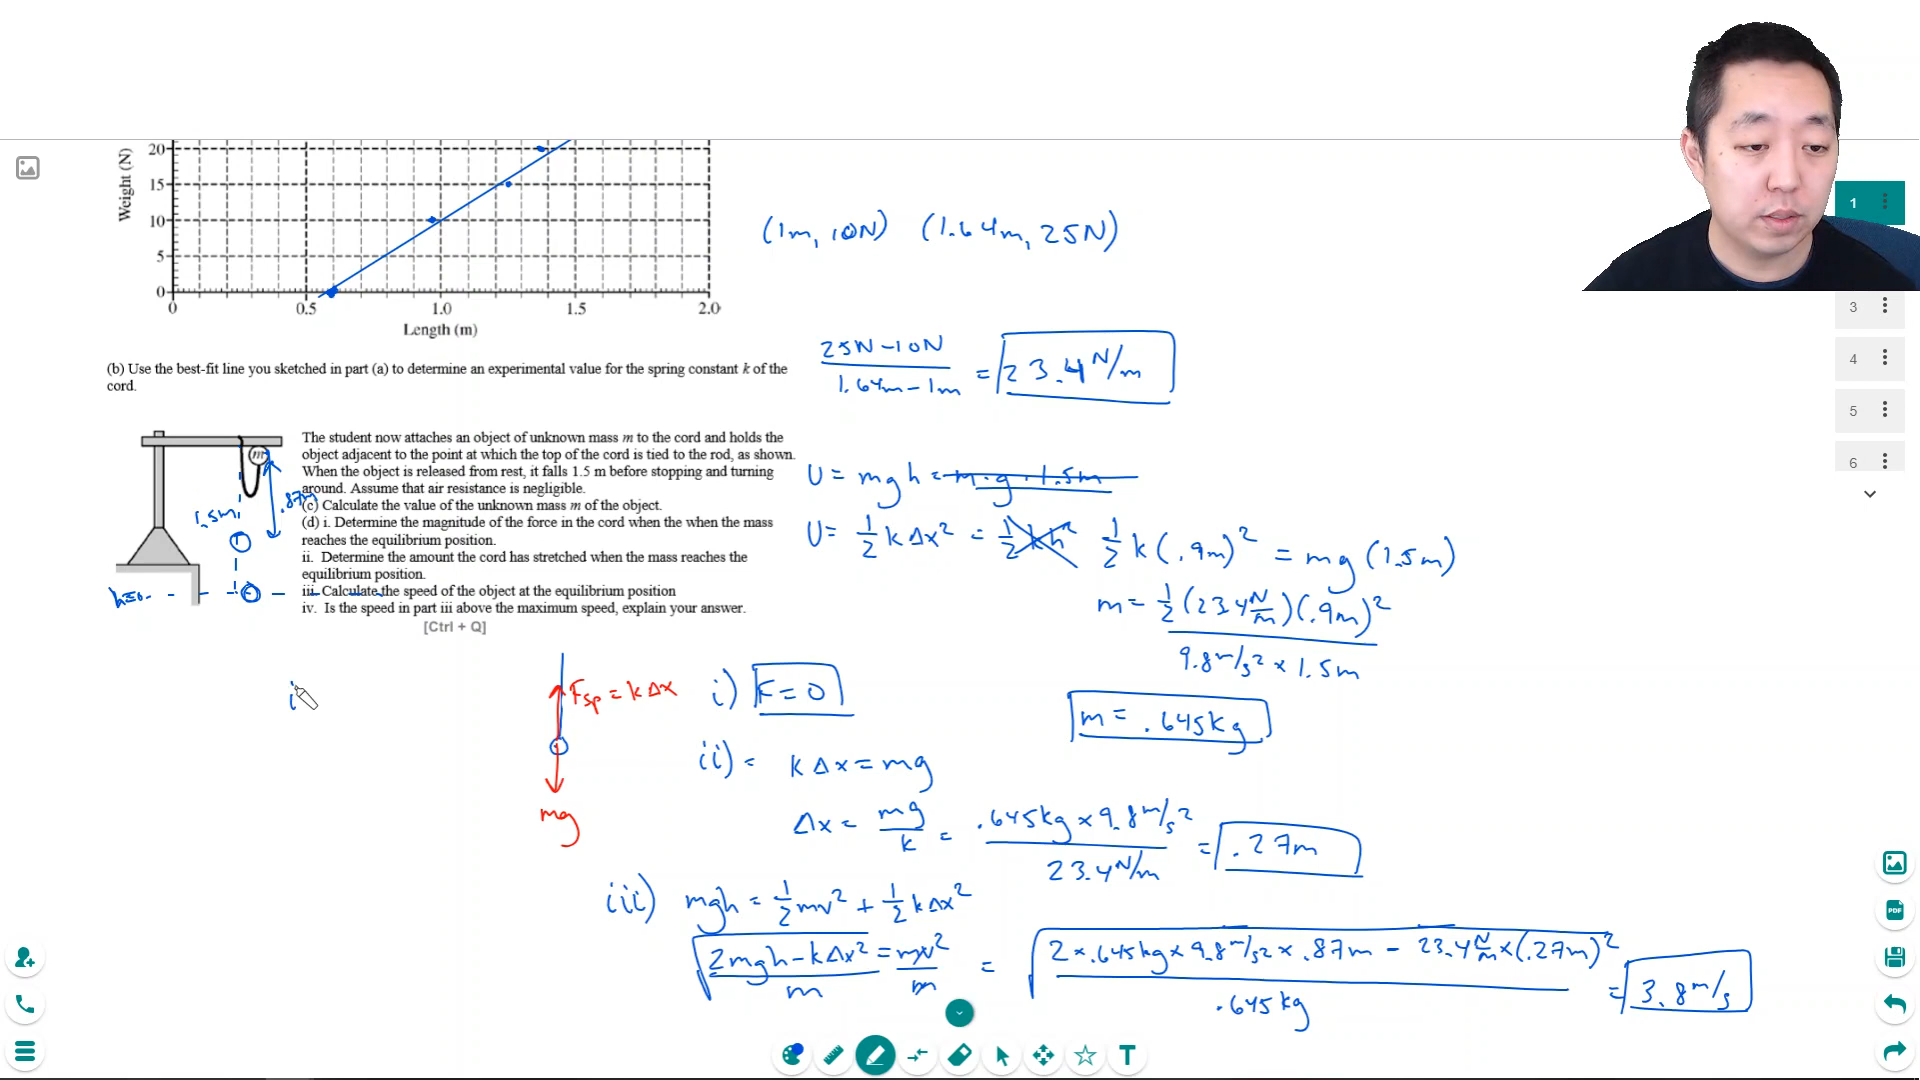 Weight (N)
20
15
10
5
0
0
0.5
1.0
1.5
2.0
Length (m)
(1m, 10N) (1.64m, 25N)
(b) Use the best-fit line you sketched in part (a) to determine an experimental value for the spring constant k of the
cord.
25N-10N
1.64m-1m
= 23.4 N/m
The student now attaches an object of unknown mass m to the cord and holds the
object adjacent to the point at which the top of the cord is tied to the rod, as shown.
When the object is released from rest, it falls 1.5 m before stopping and turning
around. Assume that air resistance is negligible.
(c) Calculate the value of the unknown mass m of the object.
(d) i. Determine the magnitude of the force in the cord when the when the mass
reaches the equilibrium position.
ii. Determine the amount the cord has stretched when the mass reaches the
equilibrium position.
iii. Calculate the speed of the object at the equilibrium position
iv. Is the speed in part iii above the maximum speed, explain your answer.
[Ctrl + Q]
m
.87m
1.5m
h=0
U = mgh = m·g·1.5m
U = 1/2 kΔx² = 1/2 kh² 1/2 k(.9m)² = mg(1.5m)
m = 1/2 (23.4 N/m)(.9m)²
9.8m/s² × 1.5m
m = .645kg
i
Fsp = kΔx
mg
i) F=0
ii) = kΔx = mg
Δx = mg/k = .645kg × 9.8m/s²
23.4N/m
= .27m
iii) mgh = 1/2 mv² + 1/2 kΔx²
√ 2mgh - kΔx² = mv²
m m
= √ 2×.645kg×9.8m/s²×.87m - 23.4 N/m ×(.27m)²
.645kg
= 3.8m/s
1
3
4
5
6
PDF
T